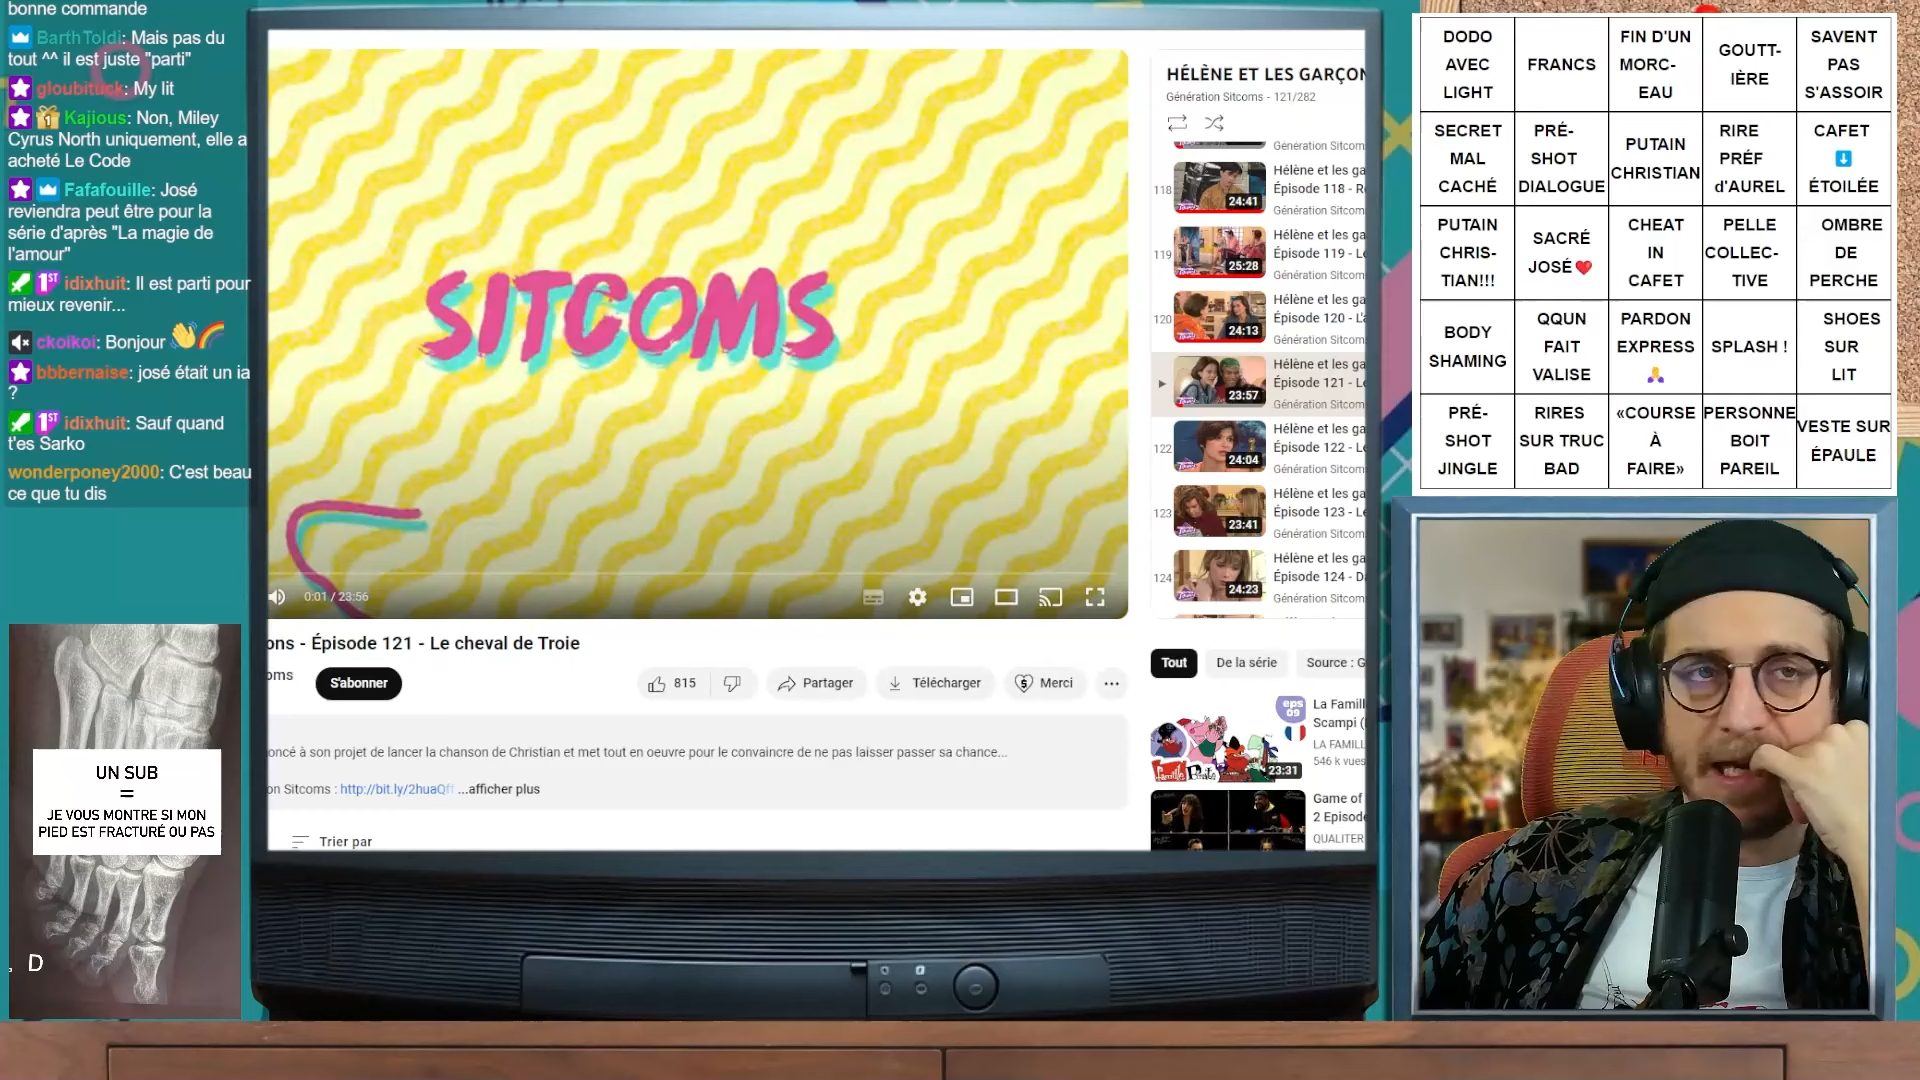 bonne commande
BarthToldi: Mais pas du
tout ^^ il est juste "parti"
gloubituck: My lit
Kajious: Non, Miley
Cyrus North uniquement, elle a
acheté Le Code
Fafafouille: José
reviendra peut être pour la
série d'après "La magie de
l'amour"
1ST idixhuit: Il est parti pour
mieux revenir...
ckoikoi: Bonjour 👋🌈
bbbernaise: josé était un ia
?
1ST idixhuit: Sauf quand
t'es Sarko
wonderponey2000: C'est beau
ce que tu dis
UN SUB
=
JE VOUS MONTRE SI MON
PIED EST FRACTURÉ OU PAS
D
SITCOMS
0:01 / 23:56
ons - Épisode 121 - Le cheval de Troie
oms
S'abonner
815
Partager
Télécharger
Merci
oncé à son projet de lancer la chanson de Christian et met tout en oeuvre pour le convaincre de ne pas laisser passer sa chance...
on Sitcoms : http://bit.ly/2huaQf ...afficher plus
Trier par
HÉLÈNE ET LES GARÇON
Génération Sitcoms - 121/282
Génération Sitcom
118
24:41
Hélène et les ga
Épisode 118 - R
Génération Sitcom
119
25:28
Hélène et les ga
Épisode 119 - Le
Génération Sitcom
120
24:13
Hélène et les ga
Épisode 120 - L'a
Génération Sitcom
23:57
Hélène et les ga
Épisode 121 - Le
Génération Sitcom
122
24:04
Hélène et les ga
Épisode 122 - Le
Génération Sitcom
123
23:41
Hélène et les ga
Épisode 123 - Le
Génération Sitcom
124
24:23
Hélène et les ga
Épisode 124 - Da
Génération Sitcom
Tout
De la série
Source : G
eps
09
Famille
Pirate
23:31
La Famill
Scampi (
LA FAMILL
546 k vues
Game of
2 Episode
QUALITER
DODO
AVEC
LIGHT
FRANCS
FIN D'UN
MORC-
EAU
GOUTT-
IÈRE
SAVENT
PAS
S'ASSOIR
SECRET
MAL
CACHÉ
PRÉ-
SHOT
DIALOGUE
PUTAIN
CHRISTIAN
RIRE
PRÉF
d'AUREL
CAFET
⬇️
ÉTOILÉE
PUTAIN
CHRIS-
TIAN!!!
SACRÉ
JOSÉ❤️
CHEAT
IN
CAFET
PELLE
COLLEC-
TIVE
OMBRE
DE
PERCHE
BODY
SHAMING
QQUN
FAIT
VALISE
PARDON
EXPRESS
🙏
SPLASH !
SHOES
SUR
LIT
PRÉ-
SHOT
JINGLE
RIRES
SUR TRUC
BAD
«COURSE
À
FAIRE»
PERSONNE
BOIT
PAREIL
VESTE SUR
ÉPAULE